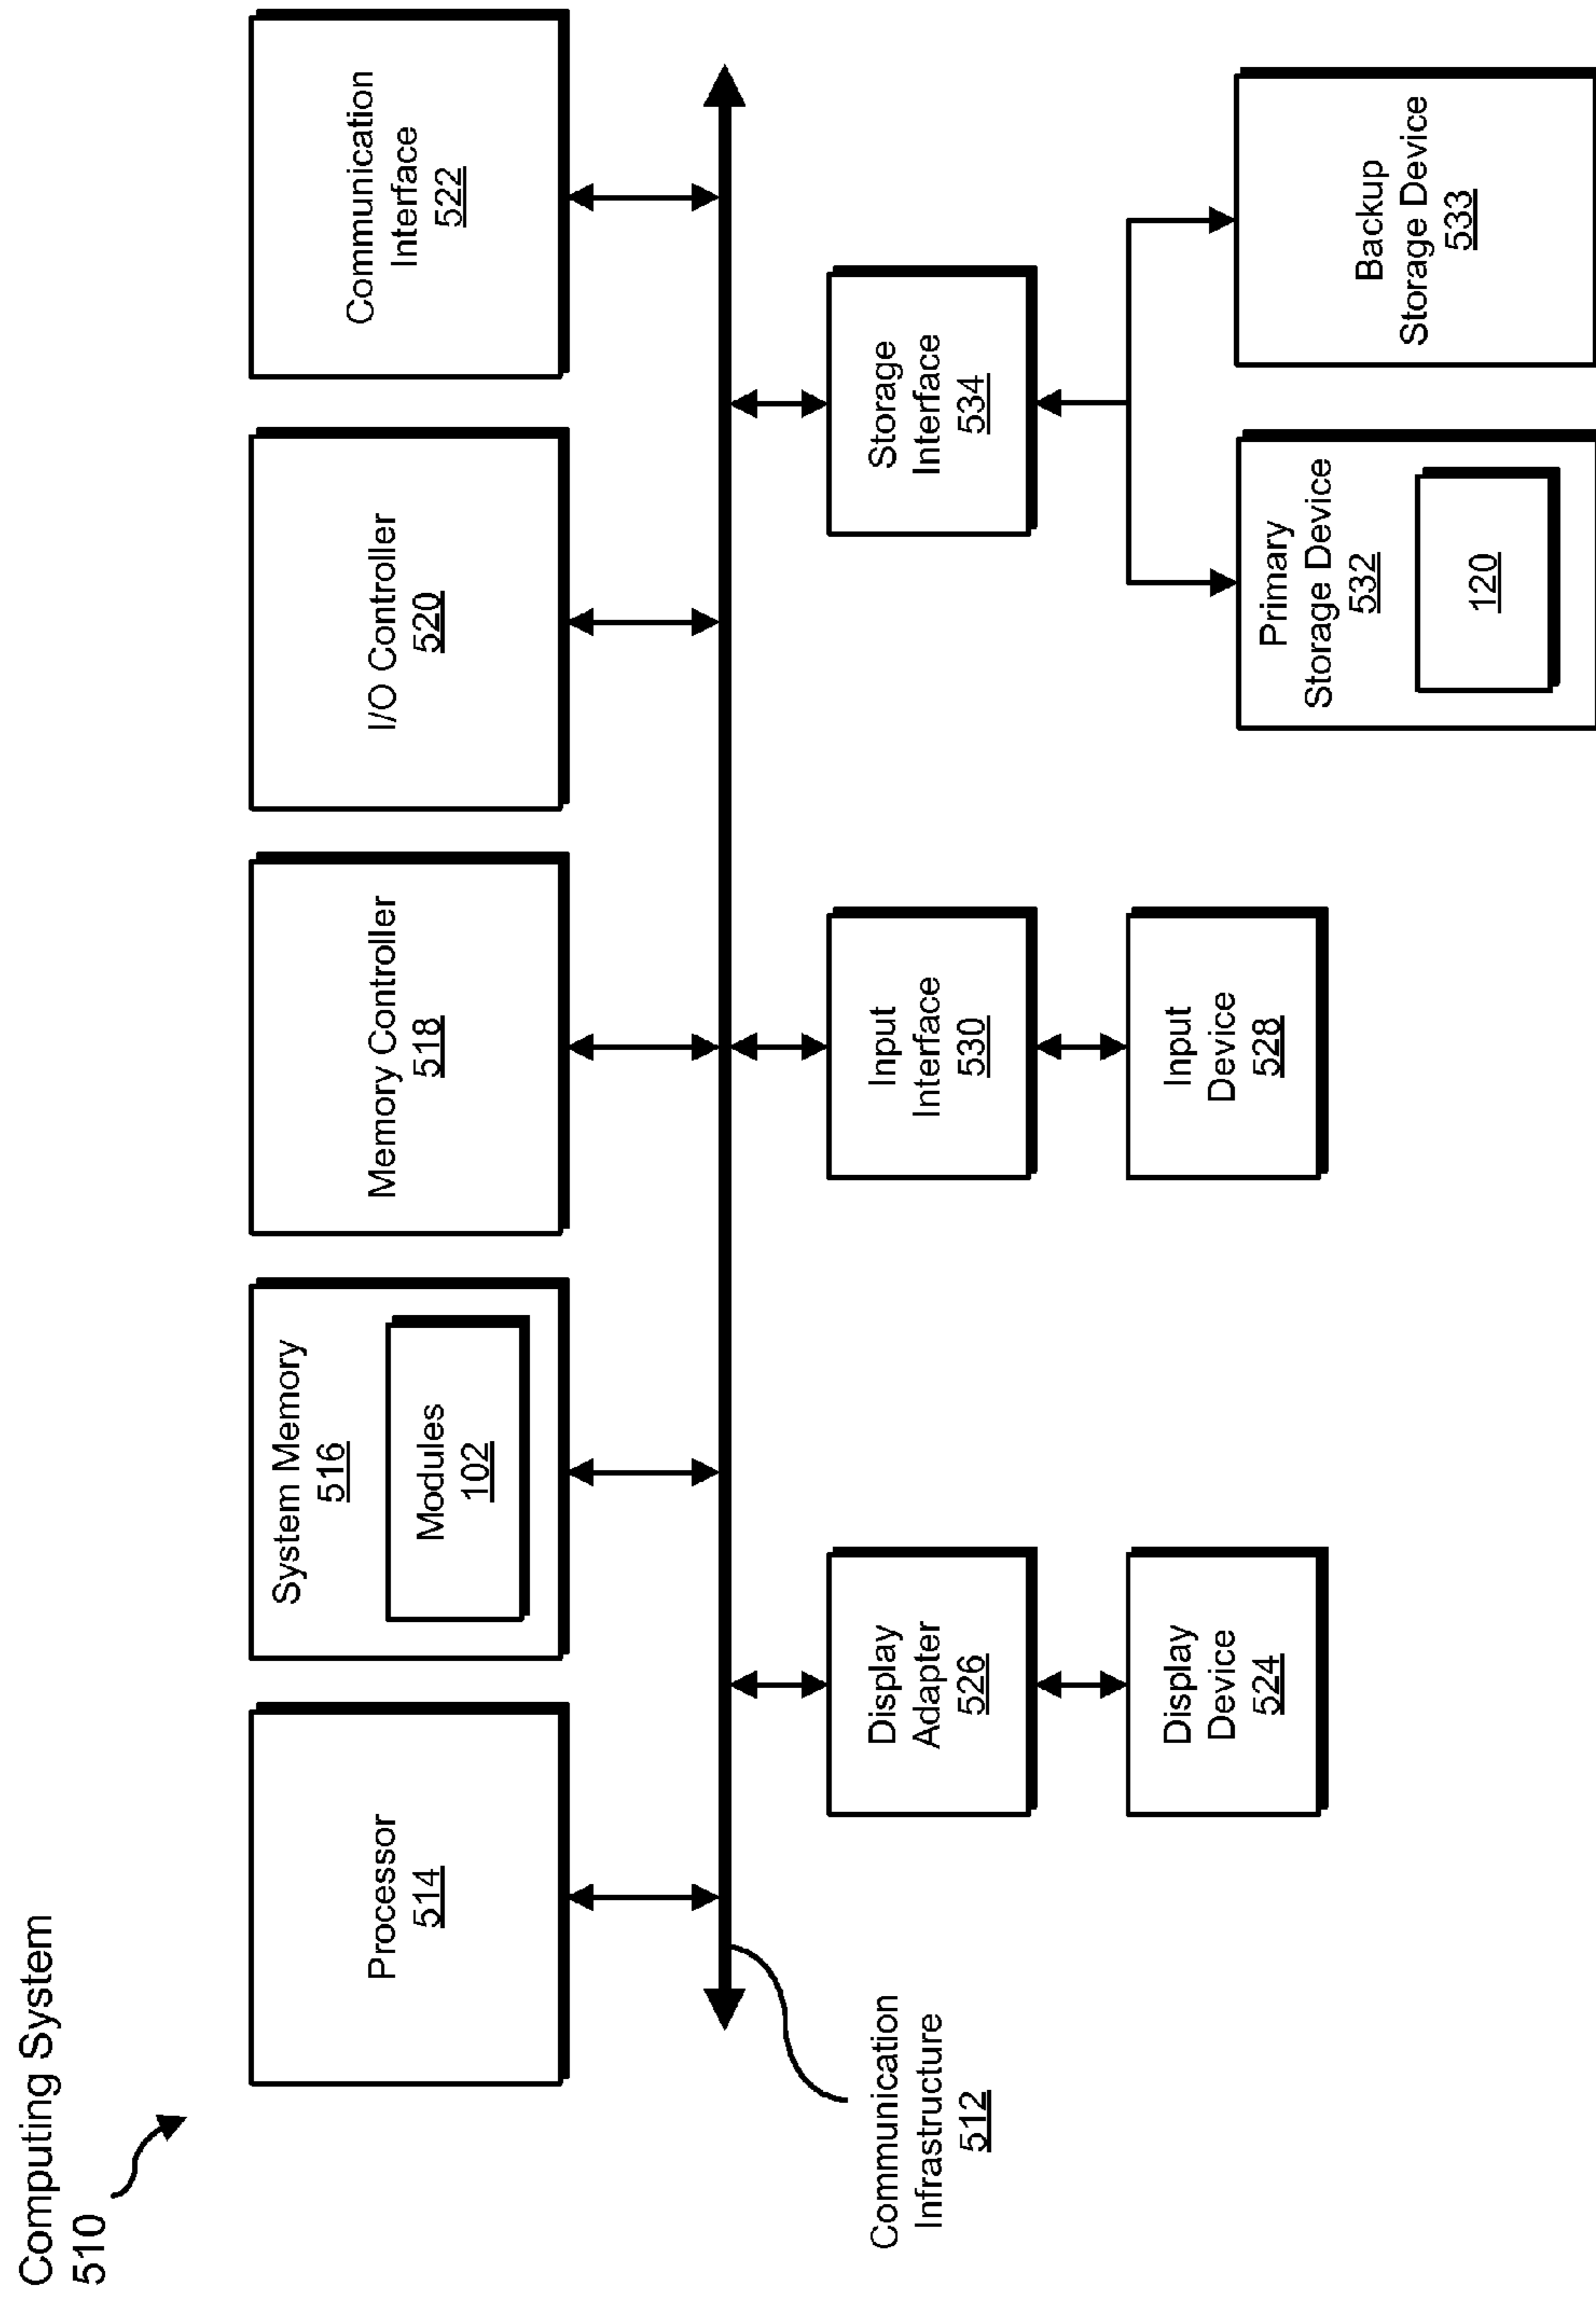 Computing System
510
Processor
514
System Memory
516
Modules
102
Memory Controller
518
I/O Controller
520
Communication
Interface
522
Communication
Infrastructure
512
Display
Adapter
526
Input
Interface
530
Storage
Interface
534
Display
Device
524
Input
Device
528
Primary
Storage Device
532
120
Backup
Storage Device
533